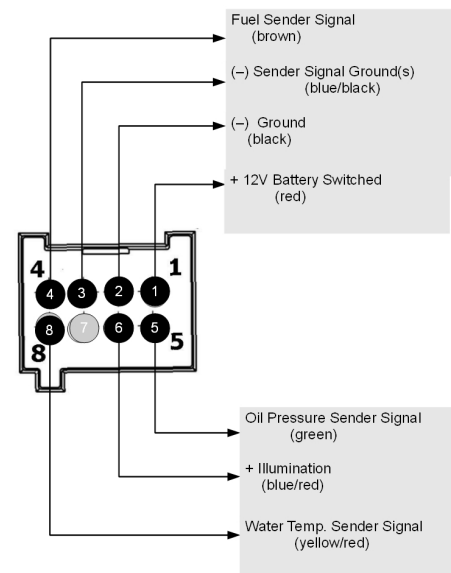 Fuel Sender Signal
(brown)
(–) Sender Signal Ground(s)
(blue/black)
(–) Ground
(black)
+ 12V Battery Switched
(red)
4 1
4 3 2 1
8 7 6 5
8 5
Oil Pressure Sender Signal
(green)
+ Illumination
(blue/red)
Water Temp. Sender Signal
(yellow/red)